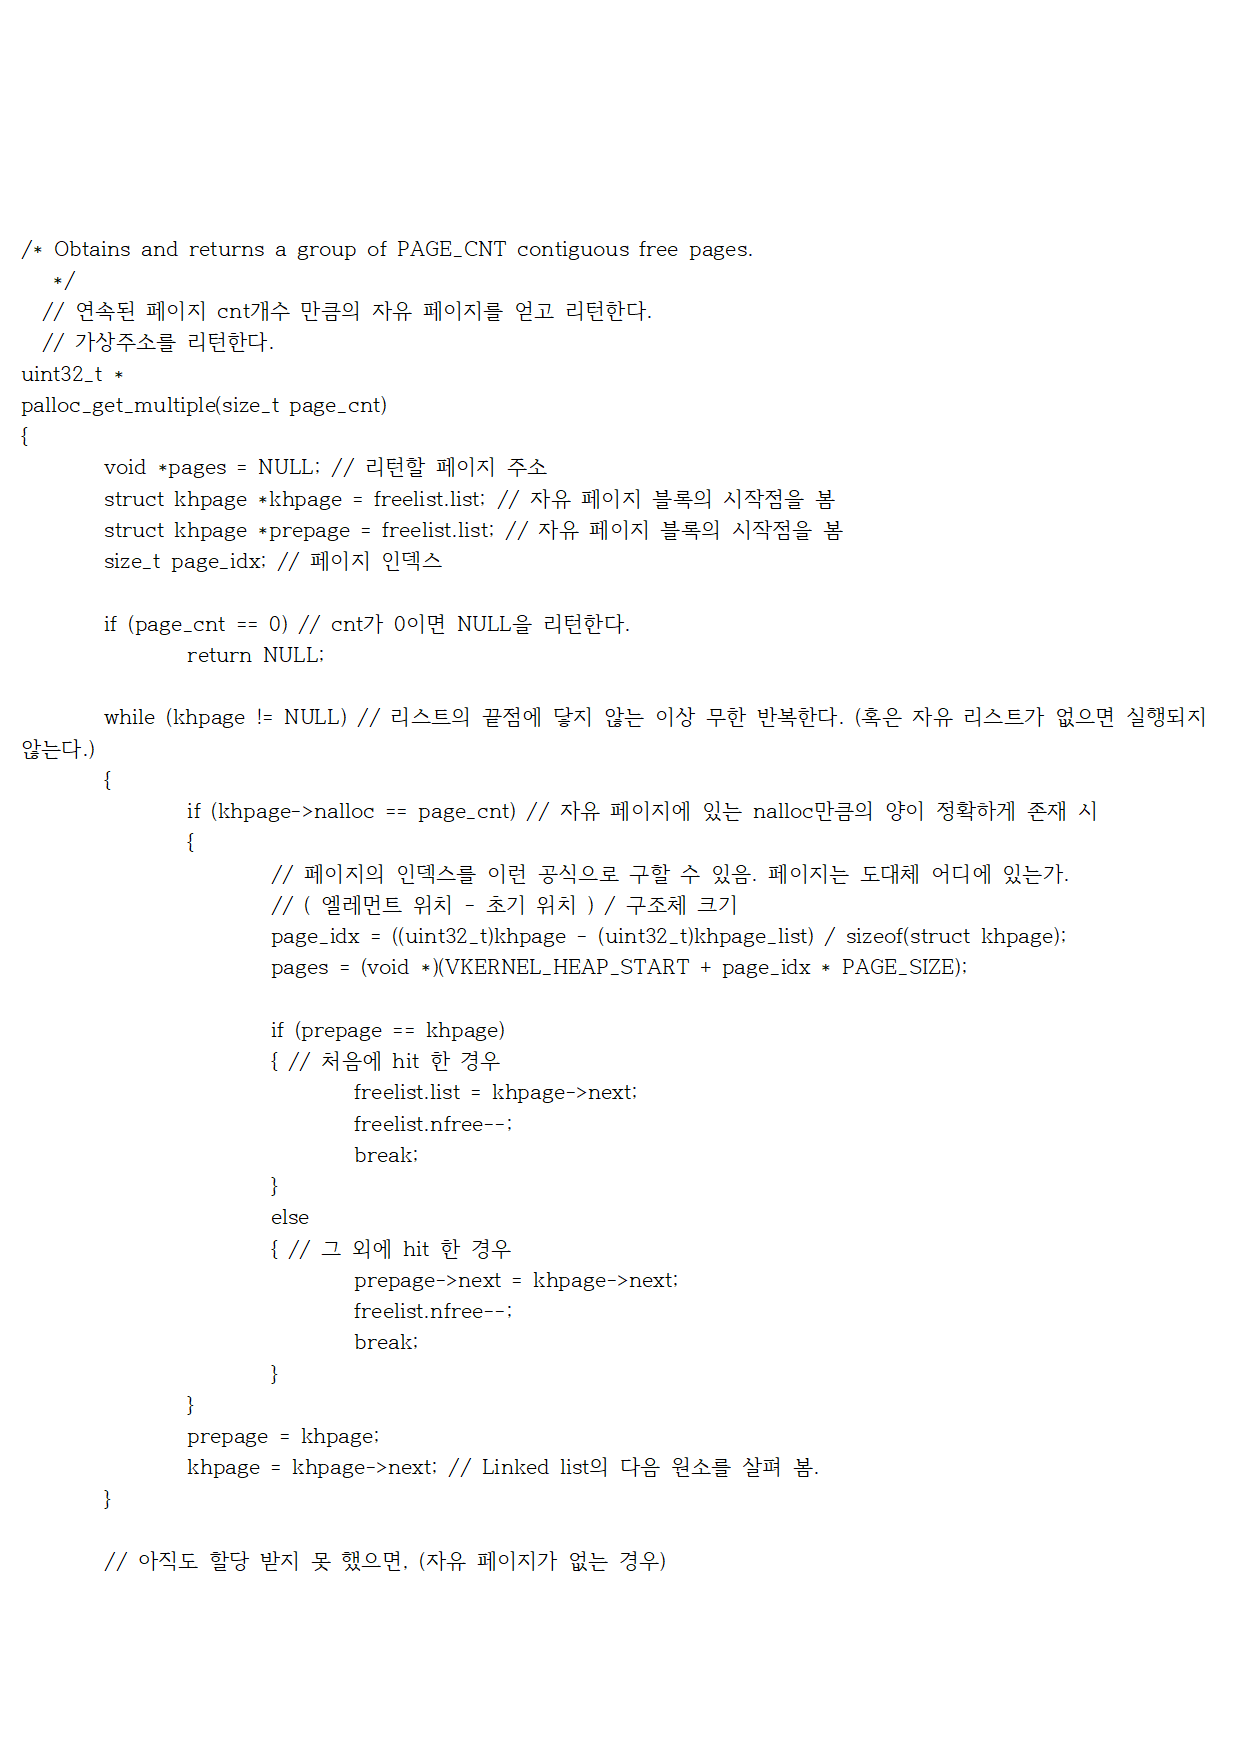 /* Obtains and returns a group of PAGE_CNT contiguous free pages.
*/
// 연속된 페이지 cnt개수 만큼의 자유 페이지를 얻고 리턴한다.
// 가상주소를 리턴한다.
uint32_t *
palloc_get_multiple(size_t page_cnt)
{
void *pages = NULL; // 리턴할 페이지 주소
struct khpage *khpage = freelist.list; // 자유 페이지 블록의 시작점을 봄
struct khpage *prepage = freelist.list; // 자유 페이지 블록의 시작점을 봄
size_t page_idx; // 페이지 인덱스
if (page_cnt == 0) // cnt가 0이면 NULL을 리턴한다.
return NULL;
while (khpage != NULL) // 리스트의 끝점에 닿지 않는 이상 무한 반복한다. (혹은 자유 리스트가 없으면 실행되지
않는다.)
{
if (khpage->nalloc == page_cnt) // 자유 페이지에 있는 nalloc만큼의 양이 정확하게 존재 시
{
// 페이지의 인덱스를 이런 공식으로 구할 수 있음. 페이지는 도대체 어디에 있는가.
// ( 엘레먼트 위치 - 초기 위치 ) / 구조체 크기
page_idx = ((uint32_t)khpage - (uint32_t)khpage_list) / sizeof(struct khpage);
pages = (void *)(VKERNEL_HEAP_START + page_idx * PAGE_SIZE);
if (prepage == khpage)
{ // 처음에 hit 한 경우
freelist.list = khpage->next;
freelist.nfree--;
break;
}
else
{ // 그 외에 hit 한 경우
prepage->next = khpage->next;
freelist.nfree--;
break;
}
}
prepage = khpage;
khpage = khpage->next; // Linked list의 다음 원소를 살펴 봄.
}
// 아직도 할당 받지 못 했으면, (자유 페이지가 없는 경우)